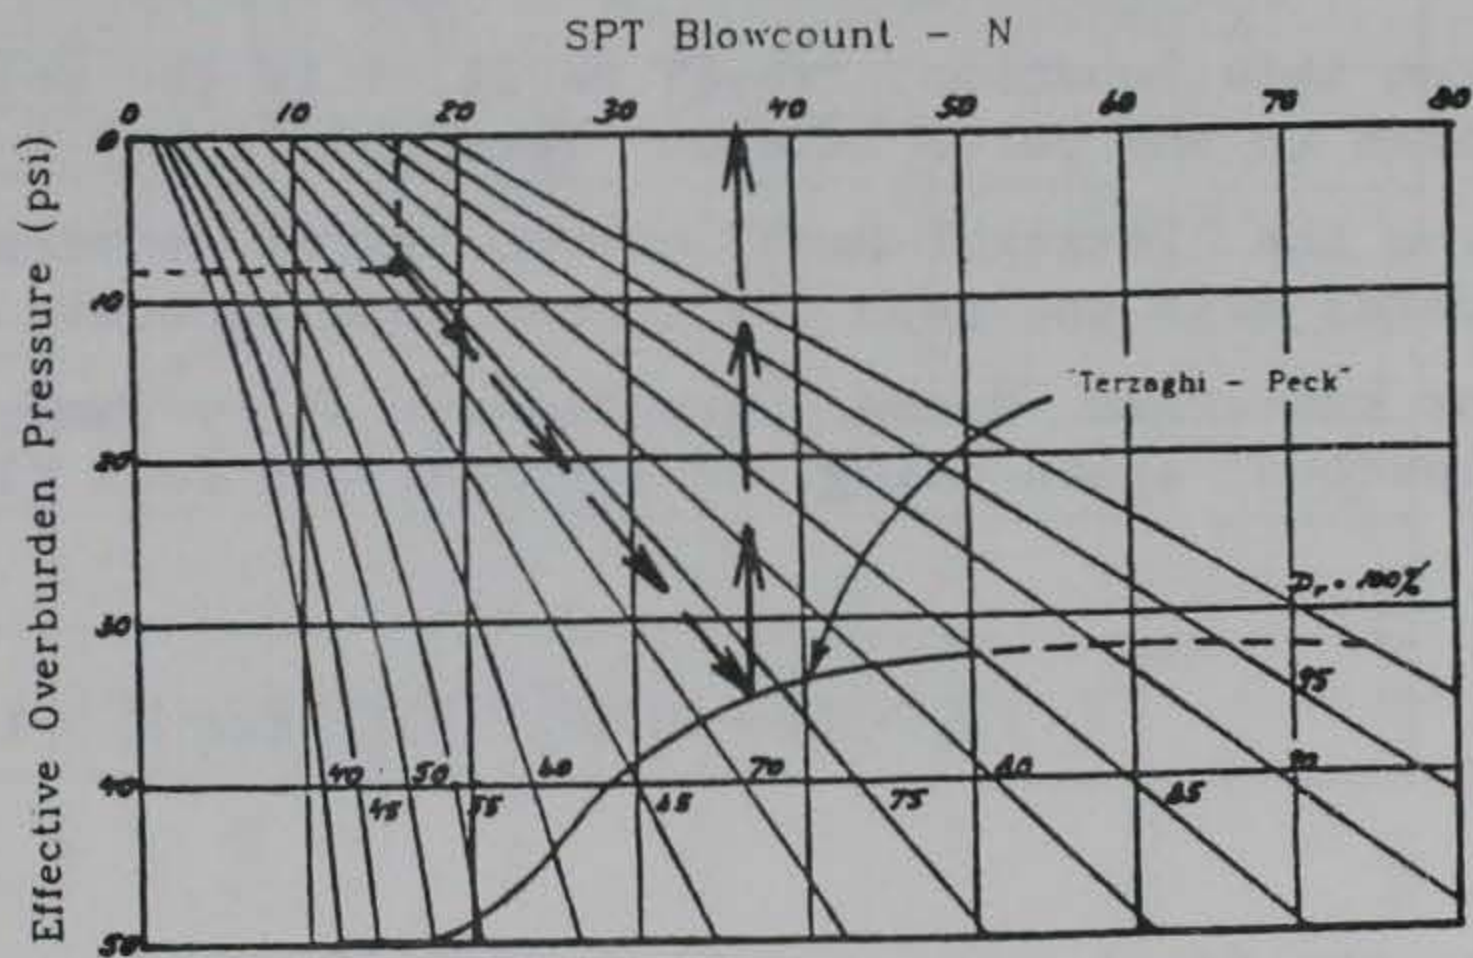 SPT Blowcount - N
0 10 20 30 40 50 60 70 80
Effective Overburden Pressure (psi)
0
10
"Terzaghi - Peck"
20
30
Dr = 100%
95
40
40 50 60 70 80 90
45 55 65 75 85
50